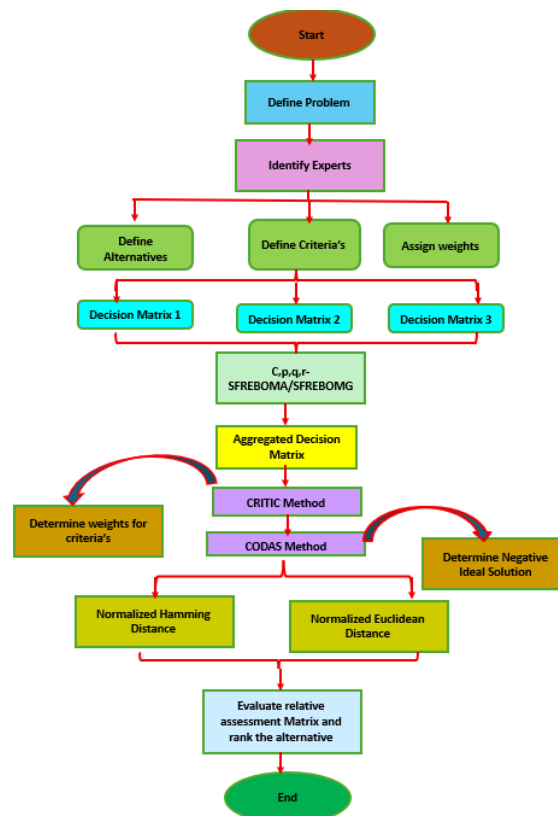 Start
Define Problem
Identify Experts
Define
Alternatives
Define Criteria's
Assign weights
Decision Matrix 1
Decision Matrix 2
Decision Matrix 3
C,p,q,r-
SFREBOMA/SFREBOMG
Aggregated Decision
Matrix
CRITIC Method
Determine weights for
criteria's
CODAS Method
Determine Negative
Ideal Solution
Normalized Hamming
Distance
Normalized Euclidean
Distance
Evaluate relative
assessment Matrix and
rank the alternative
End